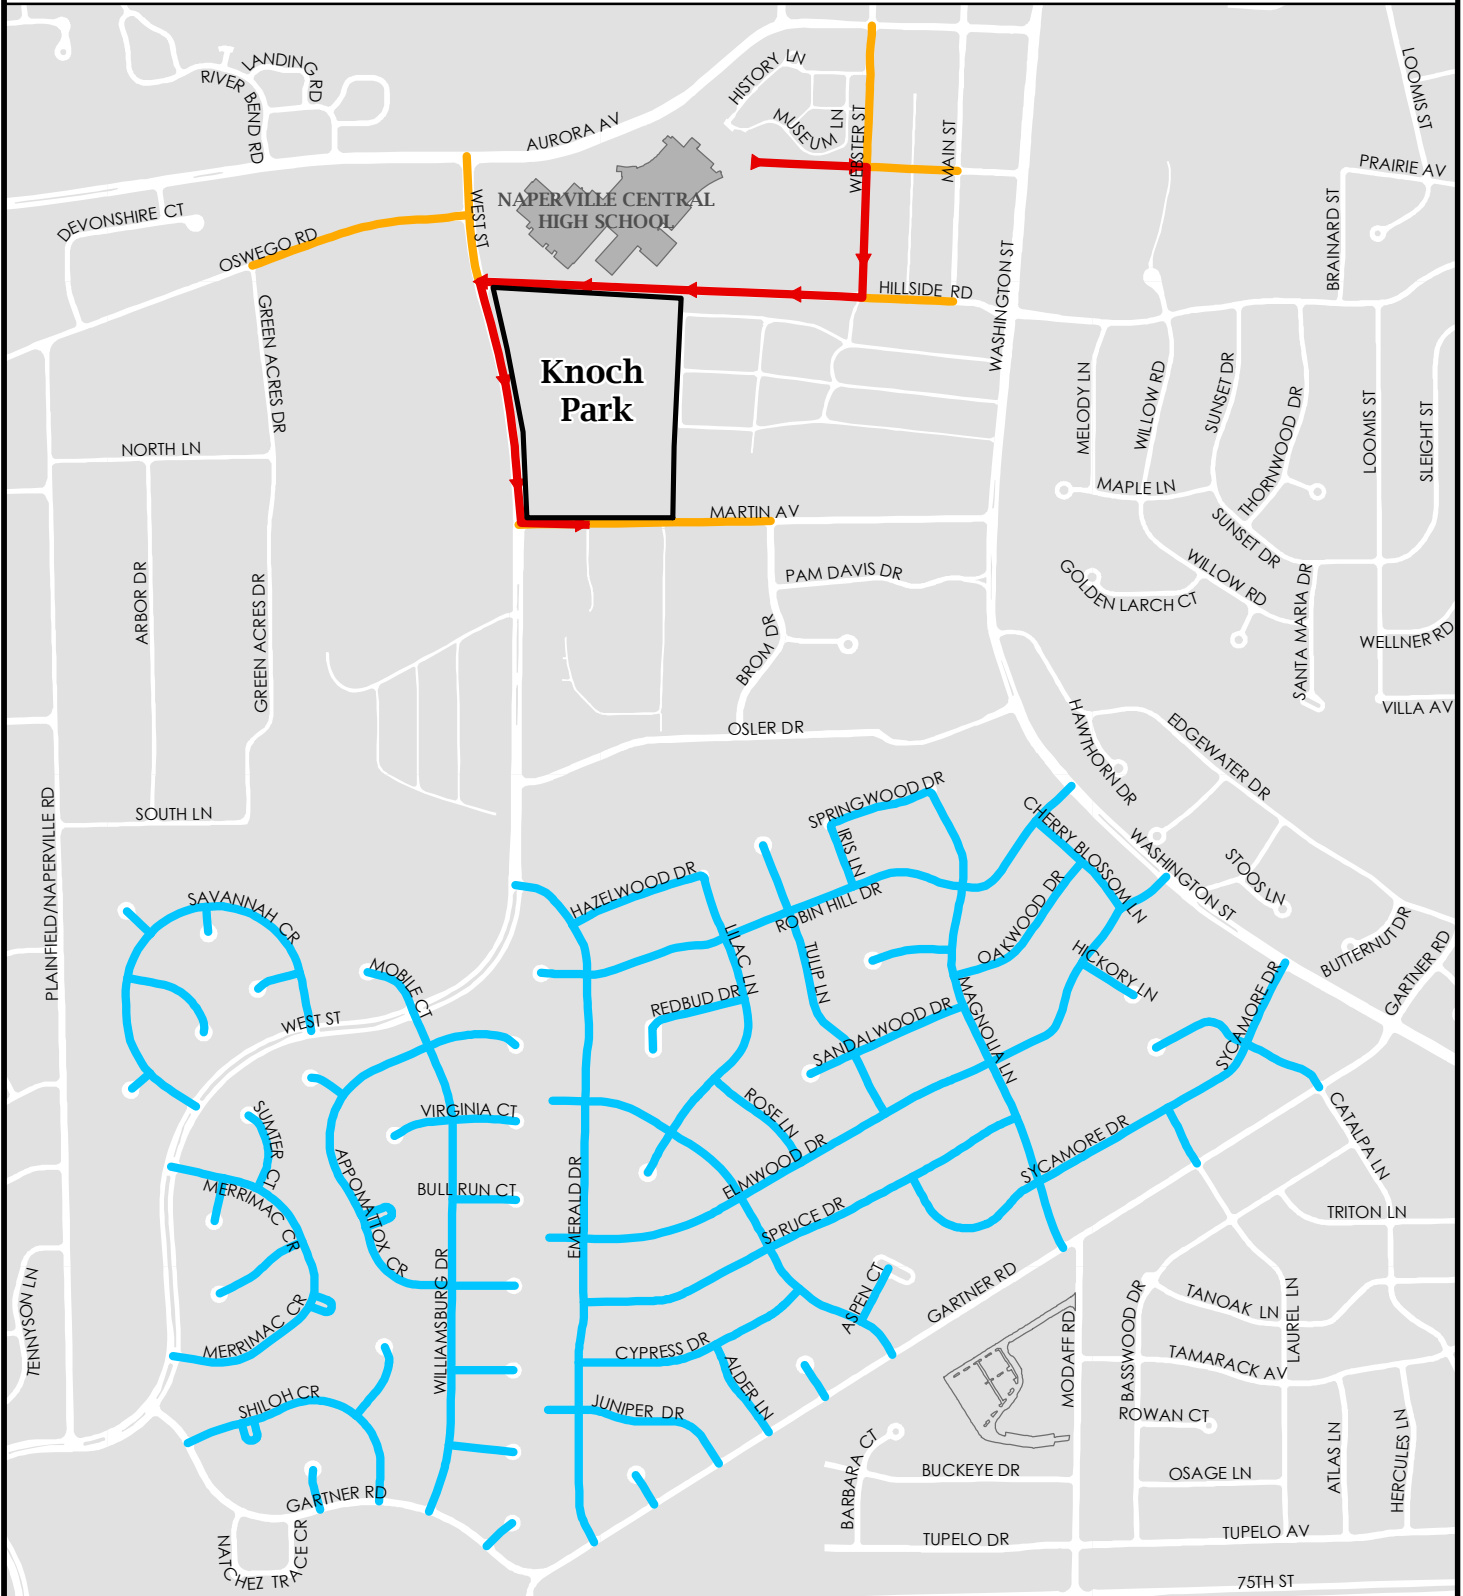 LANDING RD
RIVER BEND RD
HISTORY LN
MUSEUM LN
AURORA AV
WEBSTER ST
MAIN ST
LOOMIS ST
PRAIRIE AV
DEVONSHIRE CT
OSWEGO RD
WEST ST
NAPERVILLE CENTRAL
HIGH SCHOOL
BRAINARD ST
WASHINGTON ST
HILLSIDE RD
GREEN ACRES DR
Knoch
Park
MELODY LN
WILLOW RD
SUNSET DR
THORNWOOD DR
LOOMIS ST
SLEIGHT ST
NORTH LN
MAPLE LN
SUNSET DR
MARTIN AV
ARBOR DR
GREEN ACRES DR
PAM DAVIS DR
GOLDEN LARCH CT
WILLOW RD
SANTA MARIA DR
WELLNER RD
BROM DR
VILLA AV
OSLER DR
HAWTHORN DR
EDGEWATER DR
PLAINFIELD/NAPERVILLE RD
SOUTH LN
SPRINGWOOD DR
IRIS LN
CHERRY BLOSSOM LN
WASHINGTON ST
STOOS LN
SAVANNAH CR
HAZELWOOD DR
ROBIN HILL DR
OAKWOOD DR
LILAC LN
TULIP LN
HICKORY LN
BUTTERNUT DR
GARTNER RD
MOBILE CT
WEST ST
REDBUD DR
MAGNOLIA LN
SANDALWOOD DR
SYCAMORE DR
SUMTER CT
VIRGINIA CT
ROSE LN
CATALPA LN
APPOMATTOX CR
ELMWOOD DR
SYCAMORE DR
MERRIMAC CR
BULL RUN CT
EMERALD DR
SPRUCE DR
TRITON LN
WILLIAMSBURG DR
TENNYSON LN
ASPEN CT
GARTNER RD
TANOAK LN
LAUREL LN
BASSWOOD DR
MODAFF RD
MERRIMAC CR
CYPRESS DR
ALDER LN
TAMARACK AV
SHILOH CR
JUNIPER DR
ROWAN CT
ATLAS LN
HERCULES LN
BARBARA CT
BUCKEYE DR
OSAGE LN
GARTNER RD
NATCHEZ TRACE CR
TUPELO DR
TUPELO AV
75TH ST